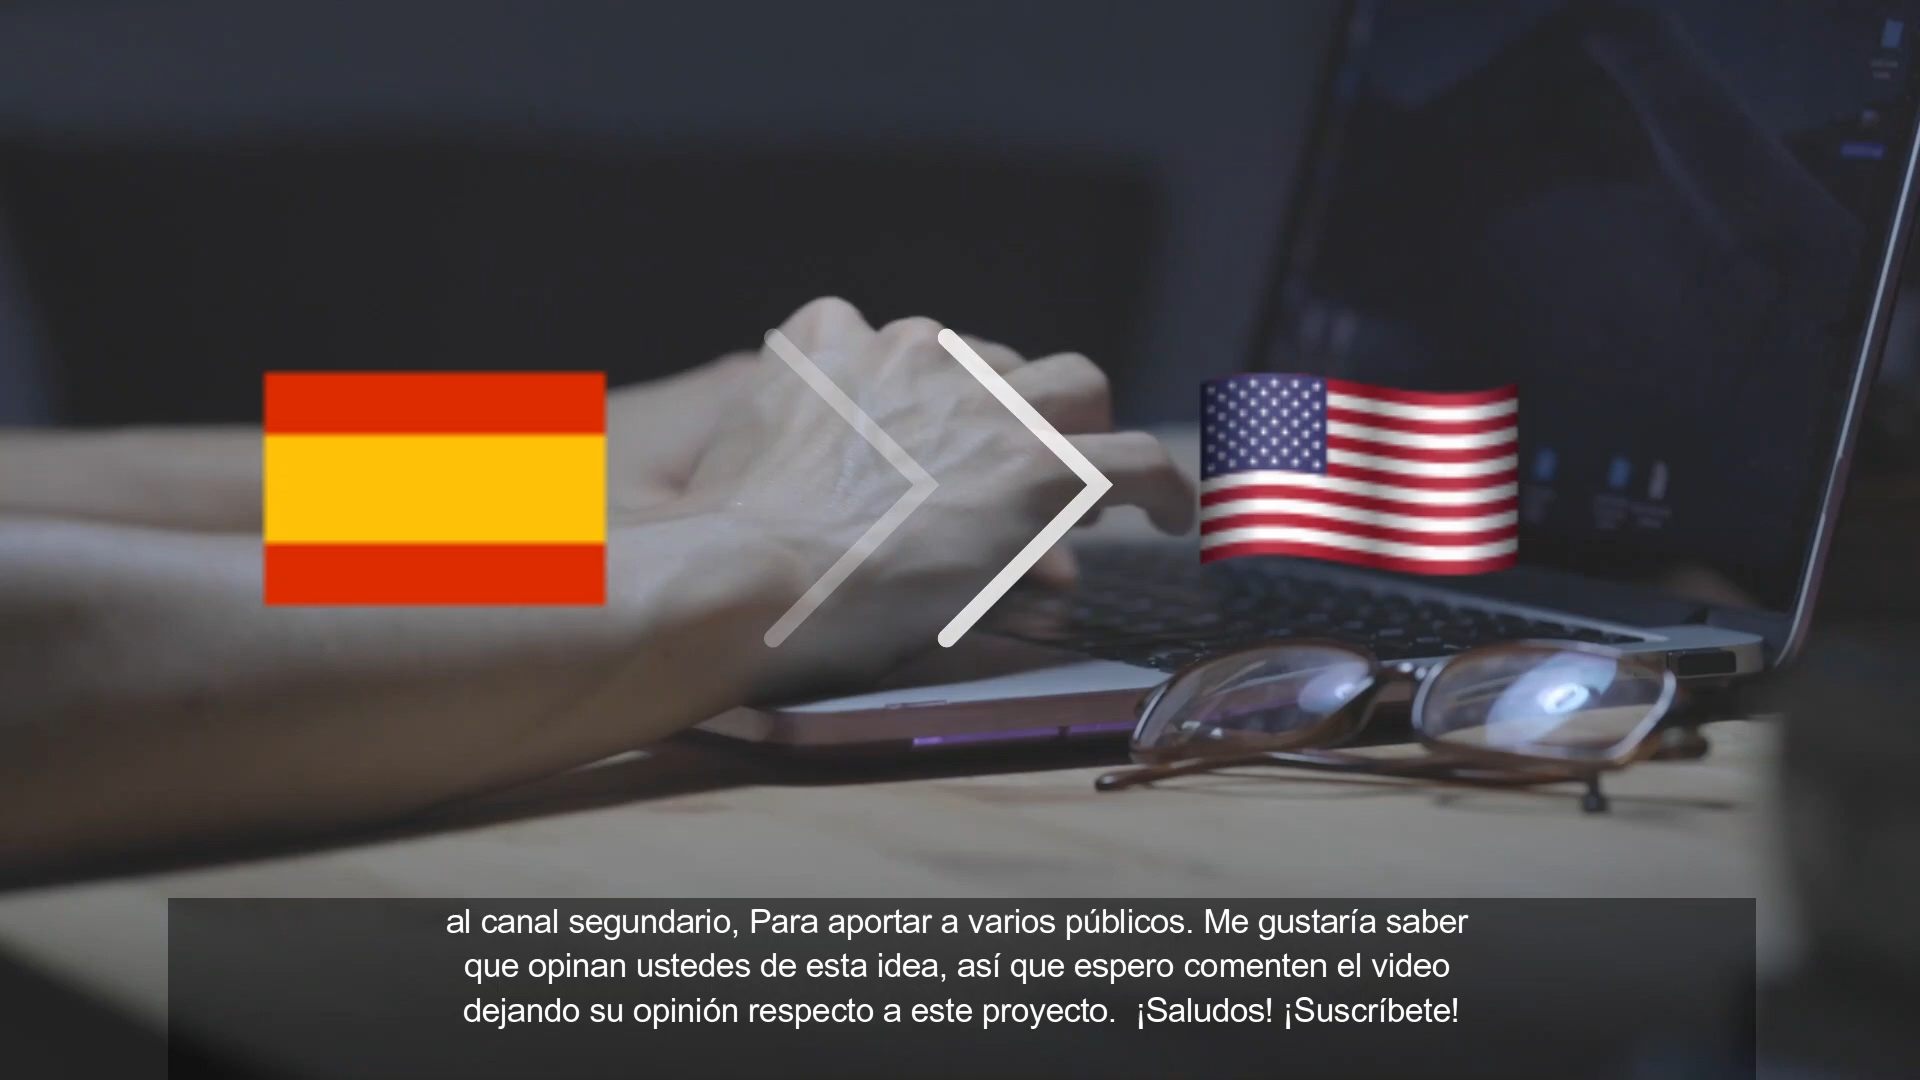 al canal segundario, Para aportar a varios públicos. Me gustaría saber
que opinan ustedes de esta idea, así que espero comenten el video
dejando su opinión respecto a este proyecto.  ¡Saludos! ¡Suscríbete!